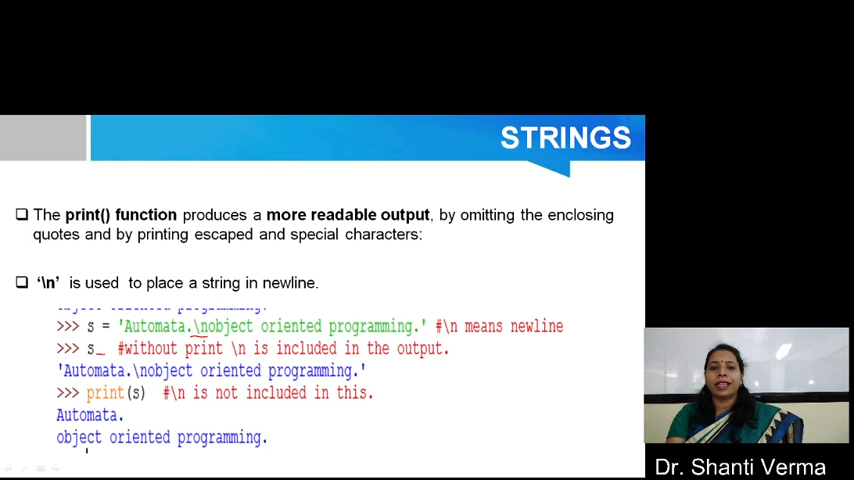 STRINGS
❑ The print() function produces a more readable output, by omitting the enclosing
quotes and by printing escaped and special characters:
❑ ‘\n’ is used to place a string in newline.
object oriented programming.
>>> s = 'Automata.\nobject oriented programming.' #\n means newline
>>> s #without print \n is included in the output.
'Automata.\nobject oriented programming.'
>>> print(s) #\n is not included in this.
Automata.
object oriented programming.
Dr. Shanti Verma